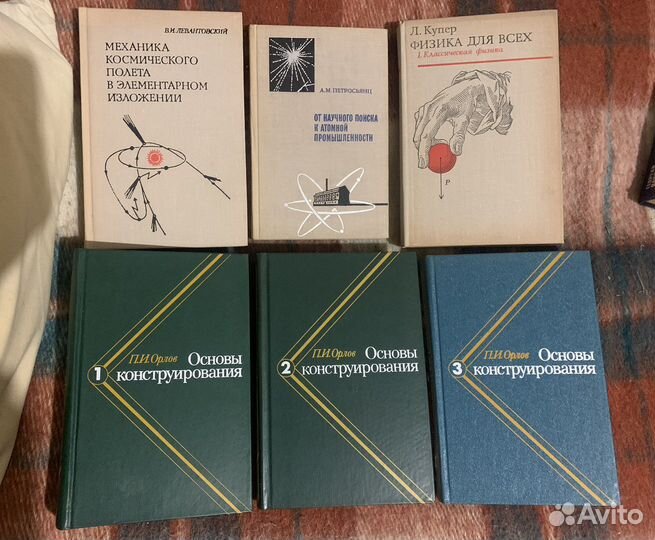 В.И.ЛЕВАНТОВСКИЙ
МЕХАНИКА
КОСМИЧЕСКОГО
ПОЛЕТА
В ЭЛЕМЕНТАРНОМ
ИЗЛОЖЕНИИ
А.М.ПЕТРОСЬЯНЦ
ОТ НАУЧНОГО ПОИСКА
К АТОМНОЙ
ПРОМЫШЛЕННОСТИ
Л. Купер
ФИЗИКА ДЛЯ ВСЕХ
1. Классическая физика
P
1
П.И.Орлов
Основы
конструирования
2
П.И.Орлов
Основы
конструирования
3
П.И.Орлов
Основы
конструирования
Avito